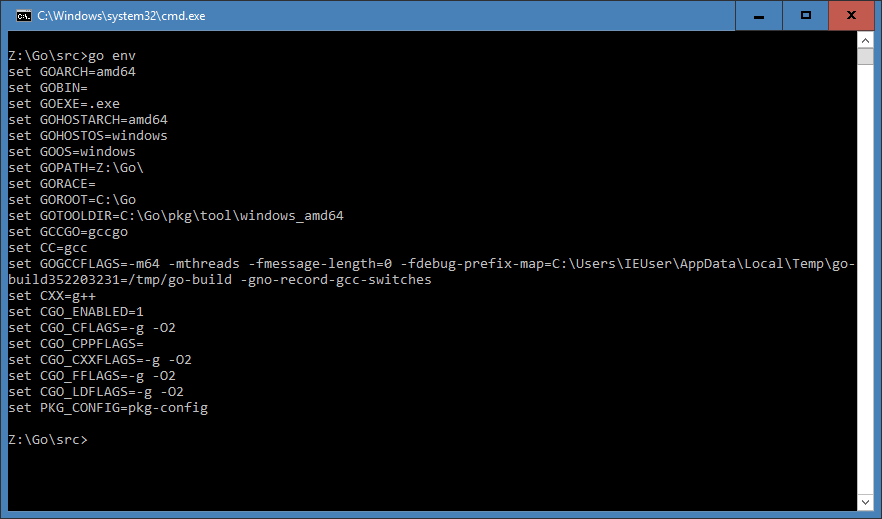 C:\Windows\system32\cmd.exe
Z:\Go\src>go env
set GOARCH=amd64
set GOBIN=
set GOEXE=.exe
set GOHOSTARCH=amd64
set GOHOSTOS=windows
set GOOS=windows
set GOPATH=Z:\Go\
set GORACE=
set GOROOT=C:\Go
set GOTOOLDIR=C:\Go\pkg\tool\windows_amd64
set GCCGO=gccgo
set CC=gcc
set GOGCCFLAGS=-m64 -mthreads -fmessage-length=0 -fdebug-prefix-map=C:\Users\IEUser\AppData\Local\Temp\go-
build352203231=/tmp/go-build -gno-record-gcc-switches
set CXX=g++
set CGO_ENABLED=1
set CGO_CFLAGS=-g -O2
set CGO_CPPFLAGS=
set CGO_CXXFLAGS=-g -O2
set CGO_FFLAGS=-g -O2
set CGO_LDFLAGS=-g -O2
set PKG_CONFIG=pkg-config
Z:\Go\src>